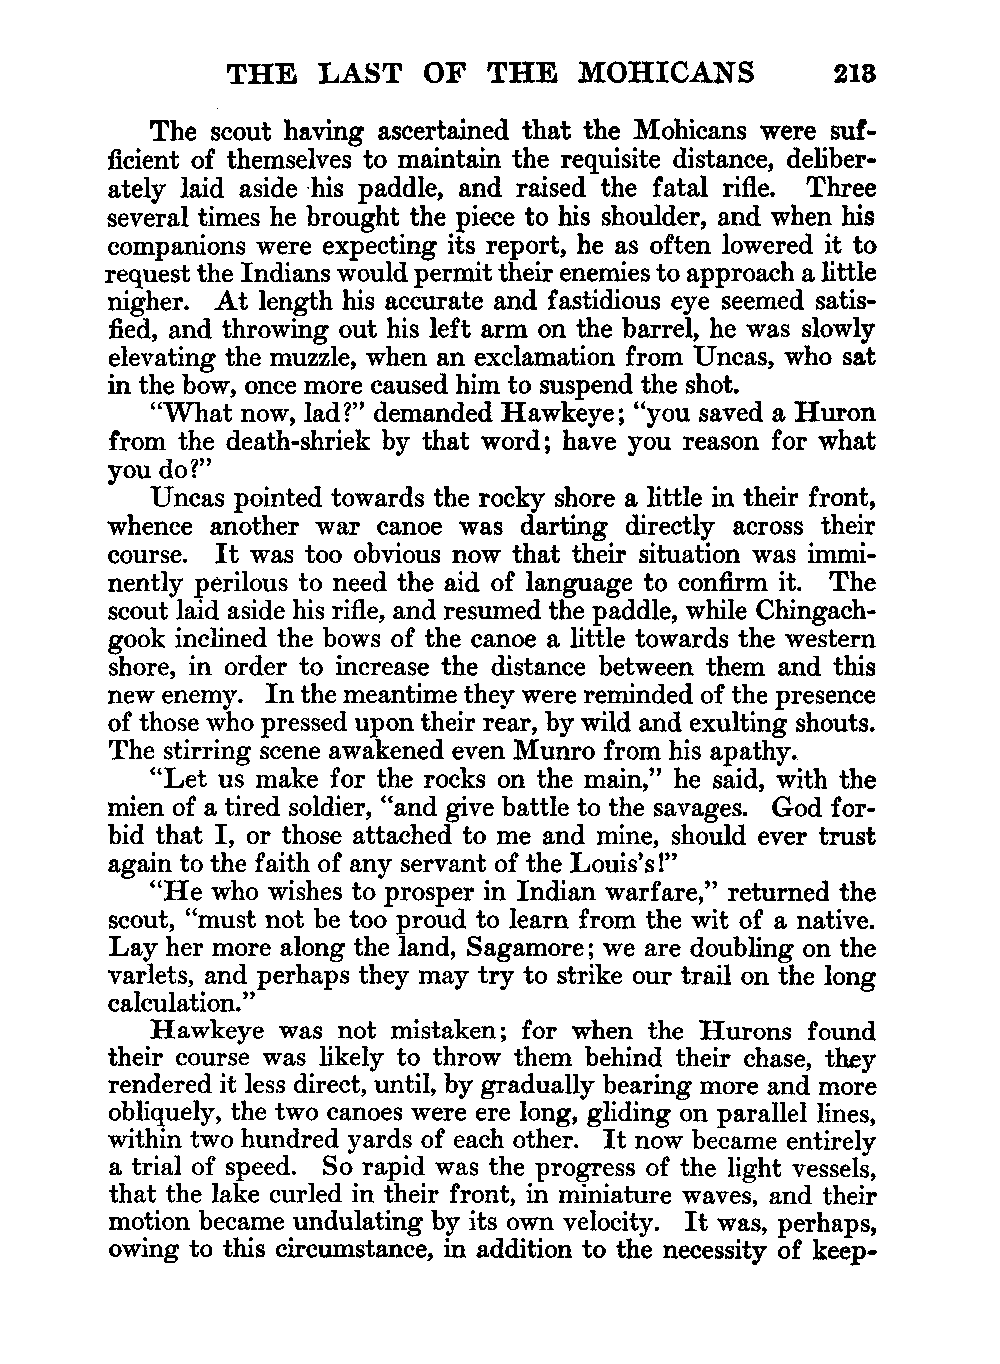 THE LAST OF THE MOHICANS 213
The scout having ascertained that the Mohicans were suf-
ficient of themselves to maintain the requisite distance, deliber-
ately laid aside his paddle, and raised the fatal rifle. Three
several times he brought the piece to his shoulder, and when his
companions were expecting its report, he as often lowered it to
request the Indians would permit their enemies to approach a little
nigher. At length his accurate and fastidious eye seemed satis-
fied, and throwing out his left arm on the barrel, he was slowly
elevating the muzzle, when an exclamation from Uncas, who sat
in the bow, once more caused him to suspend the shot.
“What now, lad?” demanded Hawkeye; “you saved a Huron
from the death-shriek by that word; have you reason for what
you do?”
Uncas pointed towards the rocky shore a little in their front,
whence another war canoe was darting directly across their
course. It was too obvious now that their situation was immi-
nently perilous to need the aid of language to confirm it. The
scout laid aside his rifle, and resumed the paddle, while Chingach-
gook inclined the bows of the canoe a little towards the western
shore, in order to increase the distance between them and this
new enemy. In the meantime they were reminded of the presence
of those who pressed upon their rear, by wild and exulting shouts.
The stirring scene awakened even Munro from his apathy.
“Let us make for the rocks on the main,” he said, with the
mien of a tired soldier, “and give battle to the savages. God for-
bid that I, or those attached to me and mine, should ever trust
again to the faith of any servant of the Louis's!”
“He who wishes to prosper in Indian warfare,” returned the
scout, “must not be too proud to learn from the wit of a native.
Lay her more along the land, Sagamore; we are doubling on the
varlets, and perhaps they may try to strike our trail on the long
calculation.”
Hawkeye was not mistaken; for when the Hurons found
their course was likely to throw them behind their chase, they
rendered it less direct, until, by gradually bearing more and more
obliquely, the two canoes were ere long, gliding on parallel lines,
within two hundred yards of each other. It now became entirely
a trial of speed. So rapid was the progress of the light vessels,
that the lake curled in their front, in miniature waves, and their
motion became undulating by its own velocity. It was, perhaps,
owing to this circumstance, in addition to the necessity of keep-